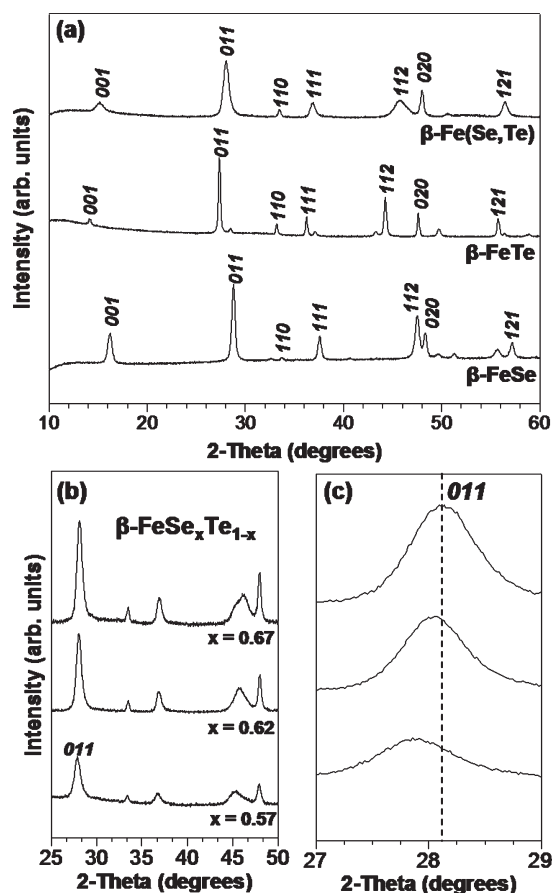 (a)
001
011
110
111
112
020
121
β-Fe(Se,Te)
001
011
110
111
112
020
121
β-FeTe
001
011
110
111
112
020
121
β-FeSe
Intensity (arb. units)
10 20 30 40 50 60
2-Theta (degrees)
(b)
β-FeSexTe1-x
x = 0.67
x = 0.62
011
x = 0.57
Intensity (arb. units)
25 30 35 40 45 50
2-Theta (degrees)
(c)
011
27 28 29
2-Theta (degrees)